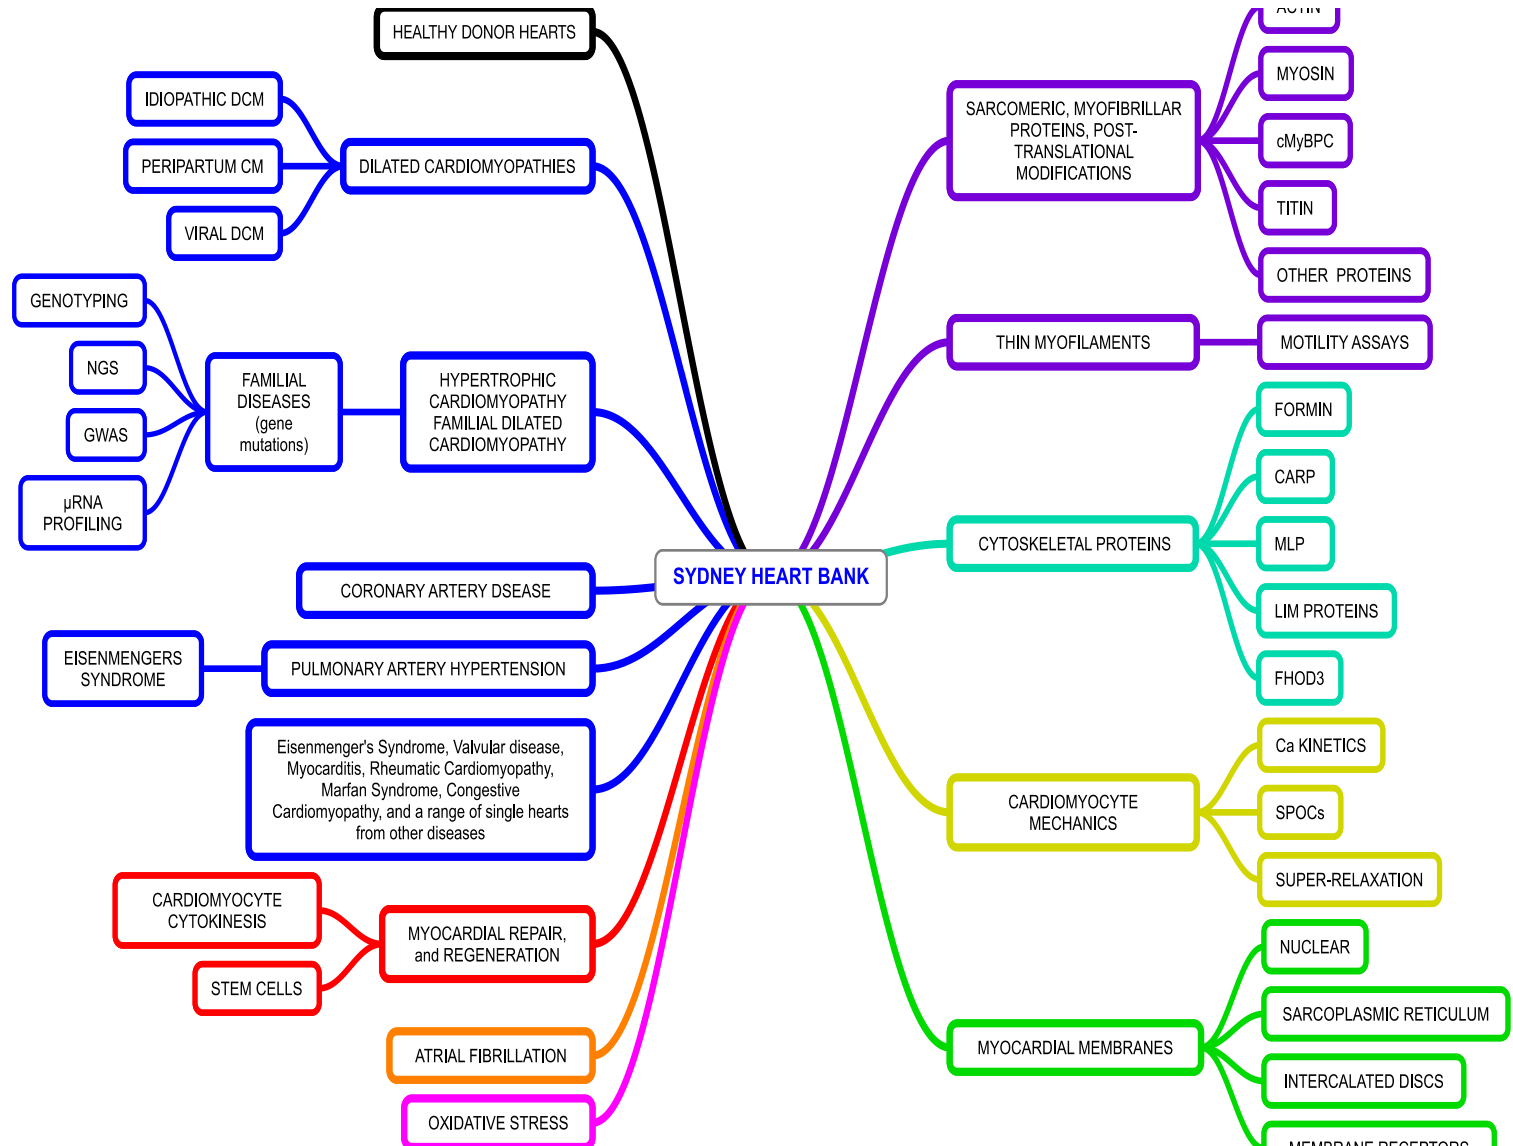 HEALTHY DONOR HEARTS
IDIOPATHIC DCM
PERIPARTUM CM
VIRAL DCM
DILATED CARDIOMYOPATHIES
GENOTYPING
NGS
GWAS
µRNA
PROFILING
FAMILIAL
DISEASES
(gene
mutations)
HYPERTROPHIC
CARDIOMYOPATHY
FAMILIAL DILATED
CARDIOMYOPATHY
CORONARY ARTERY DSEASE
EISENMENGERS
SYNDROME
PULMONARY ARTERY HYPERTENSION
Eisenmenger's Syndrome, Valvular disease,
Myocarditis, Rheumatic Cardiomyopathy,
Marfan Syndrome, Congestive
Cardiomyopathy, and a range of single hearts
from other diseases
CARDIOMYOCYTE
CYTOKINESIS
STEM CELLS
MYOCARDIAL REPAIR,
and REGENERATION
ATRIAL FIBRILLATION
OXIDATIVE STRESS
SYDNEY HEART BANK
SARCOMERIC, MYOFIBRILLAR
PROTEINS, POST-
TRANSLATIONAL
MODIFICATIONS
ACTIN
MYOSIN
cMyBPC
TITIN
OTHER PROTEINS
THIN MYOFILAMENTS
MOTILITY ASSAYS
CYTOSKELETAL PROTEINS
FORMIN
CARP
MLP
LIM PROTEINS
FHOD3
CARDIOMYOCYTE
MECHANICS
Ca KINETICS
SPOCs
SUPER-RELAXATION
MYOCARDIAL MEMBRANES
NUCLEAR
SARCOPLASMIC RETICULUM
INTERCALATED DISCS
MEMBRANE RECEPTORS